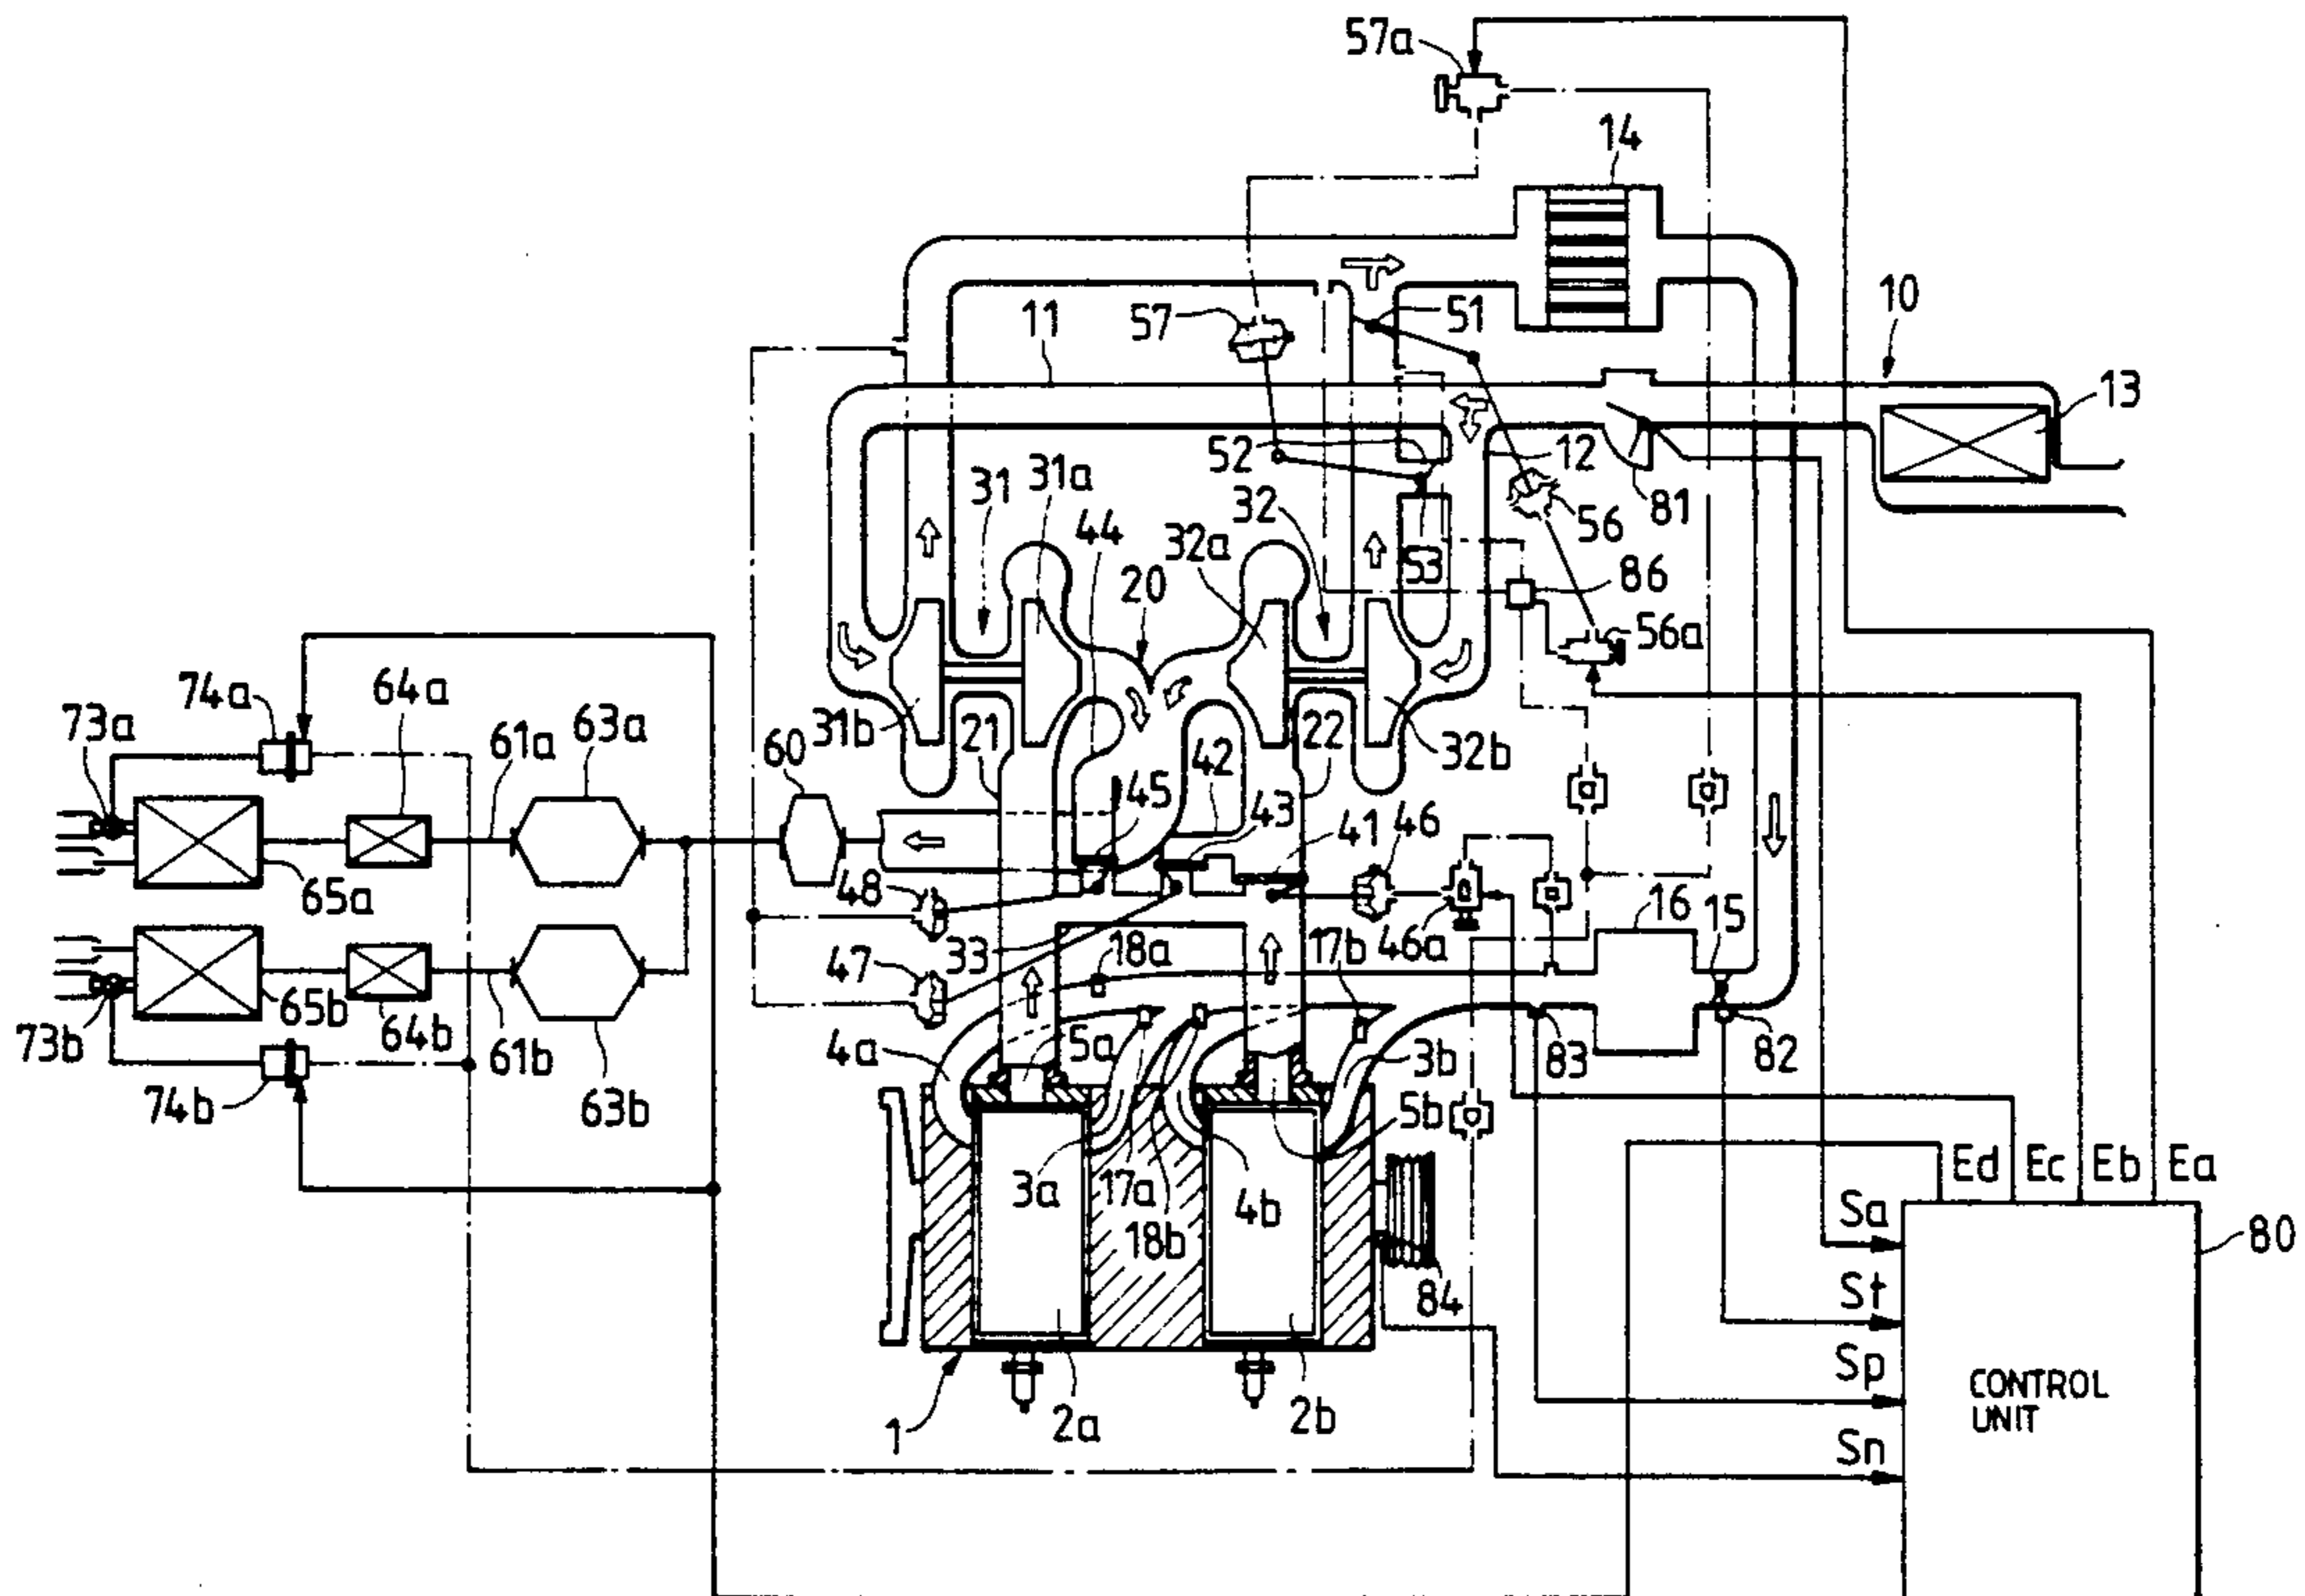 57a
14
10
11
57
51
13
52
12
31
31a
44
32
32a
56
81
20
53
86
56a
74a
64a
73a
61a
63a
60
31b
21
22
32b
42
45
43
41
46
65a
48
33
18a
17b
46a
16
15
47
65b
64b
73b
61b
63b
74b
4a
5a
3b
83
82
5b
Ed
Ec
Eb
Ea
3a
17a
18b
4b
84
Sa
80
St
Sp
CONTROL
UNIT
Sn
1
2a
2b